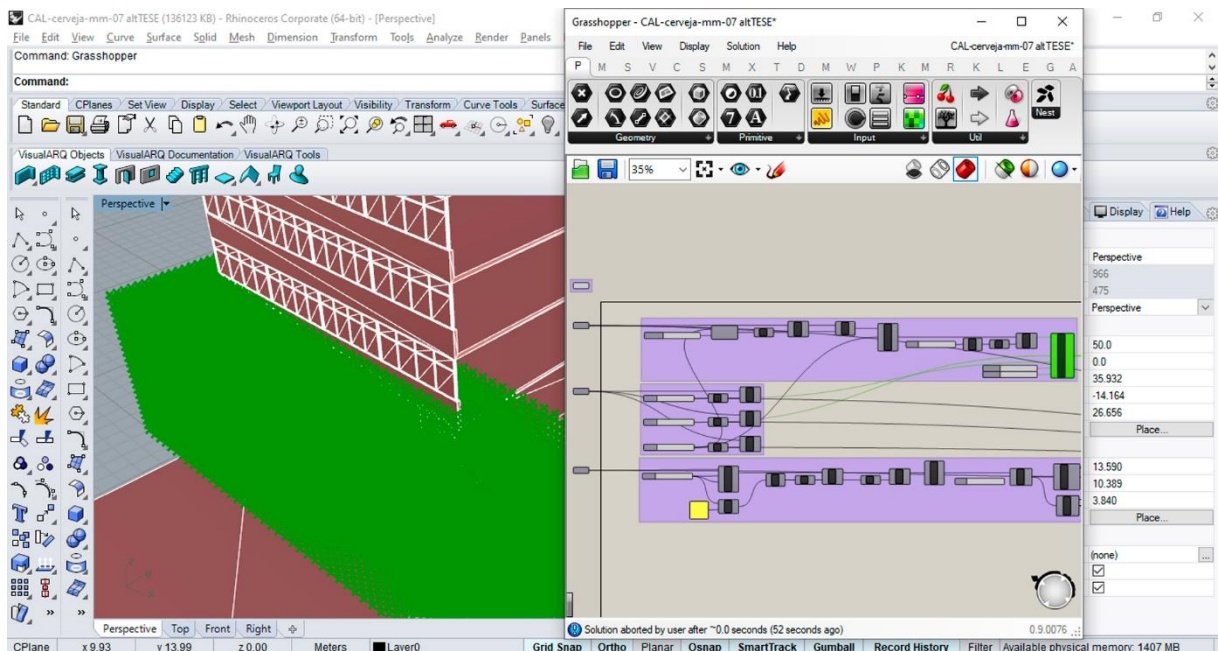 CAL-cerveja-mm-07 altTESE (136123 KB) - Rhinoceros Corporate (64-bit) - [Perspective]
File Edit View Curve Surface Solid Mesh Dimension Transform Tools Analyze Render Panels
Command: Grasshopper
Command:
Standard CPlanes Set View Display Select Viewport Layout Visibility Transform Curve Tools Surface
VisualARQ Objects VisualARQ Documentation VisualARQ Tools
Perspective
Grasshopper - CAL-cerveja-mm-07 altTESE*
File Edit View Display Solution Help CAL-cerveja-mm-07 altTESE*
P M S V C S M X T D M W P K M R K L E G A
Geometry Primitive Input Util
Nest
35%
Display Help
Perspective
966
475
Perspective
50.0
0.0
35.932
-14.164
26.656
Place...
13.590
10.389
3.840
Place...
(none) ...
Solution aborted by user after ~0.0 seconds (52 seconds ago) 0.9.0076
Perspective Top Front Right
CPlane x 9.93 y 13.99 z 0.00 Meters Layer0 Grid Snap Ortho Planar Osnap SmartTrack Gumball Record History Filter Available physical memory: 1407 MB